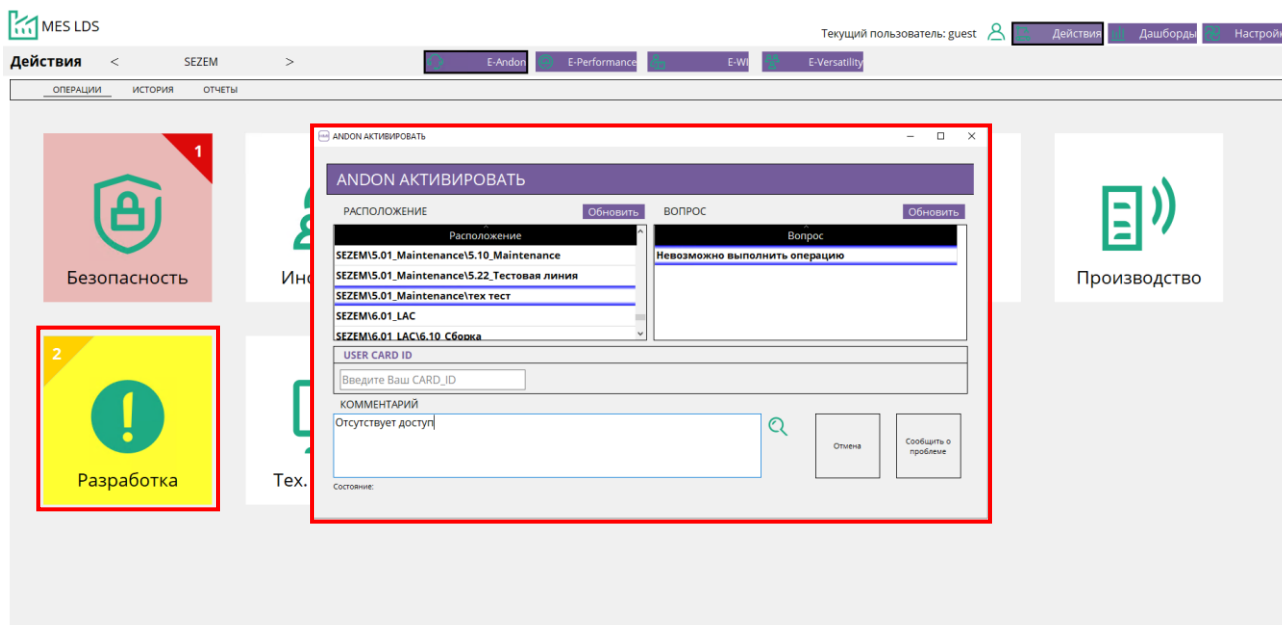 MES LDS
Текущий пользователь: guest
Действия
Дашборды
Настройк
Действия < SEZEM >
E-Andon
E-Performance
E-WI
E-Versatility
ОПЕРАЦИИ ИСТОРИЯ ОТЧЕТЫ
1
Безопасность
Ин
Производство
2
Разработка
Тех.
ANDON АКТИВИРОВАТЬ
ANDON АКТИВИРОВАТЬ
РАСПОЛОЖЕНИЕ
Обновить
ВОПРОС
Обновить
Расположение
Вопрос
SEZEM\5.01_Maintenance\5.10_Maintenance
Невозможно выполнить операцию
SEZEM\5.01_Maintenance\5.22_Тестовая линия
SEZEM\5.01_Maintenance\тех тест
SEZEM\6.01_LAC
SEZEM\6.01_LAC\6.10_Сборка
USER CARD ID
Введите Ваш CARD_ID
КОММЕНТАРИЙ
Отсутствует доступ
Отмена
Сообщить о
проблеме
Состояние: